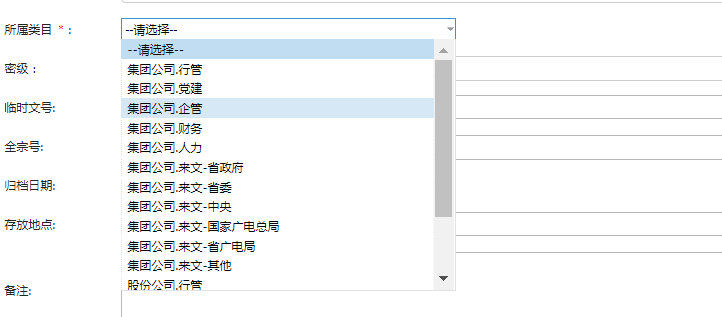 所属类目 * :
--请选择--
--请选择--
集团公司.行管
集团公司.党建
集团公司.企管
集团公司.财务
集团公司.人力
集团公司.来文-省政府
集团公司.来文-省委
集团公司.来文-中央
集团公司.来文-国家广电总局
集团公司.来文-省广电局
集团公司.来文-其他
股份公司.行管
密级：
临时文号:
全宗号:
归档日期:
存放地点:
备注: